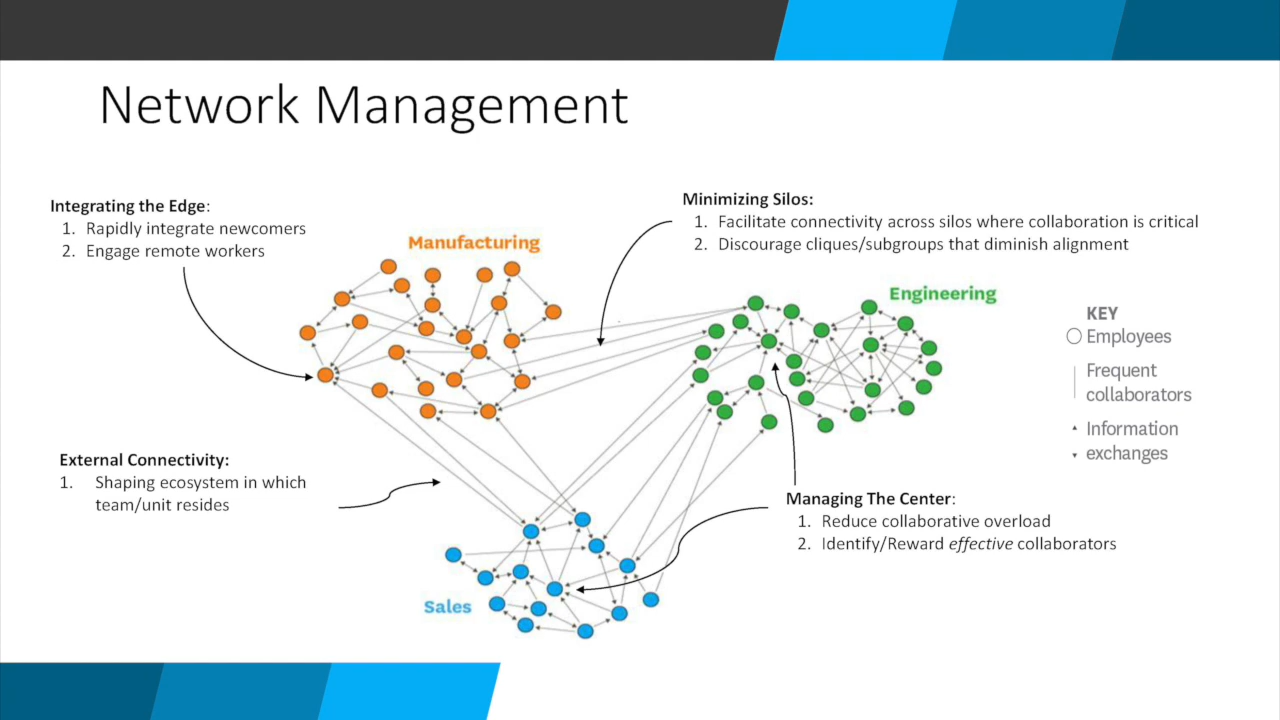 Network Management
Integrating the Edge:
1. Rapidly integrate newcomers
2. Engage remote workers
Minimizing Silos:
1. Facilitate connectivity across silos where collaboration is critical
2. Discourage cliques/subgroups that diminish alignment
Manufacturing
Engineering
KEY
Employees
Frequent
collaborators
Information
exchanges
External Connectivity:
1. Shaping ecosystem in which
team/unit resides
Managing The Center:
1. Reduce collaborative overload
2. Identify/Reward effective collaborators
Sales